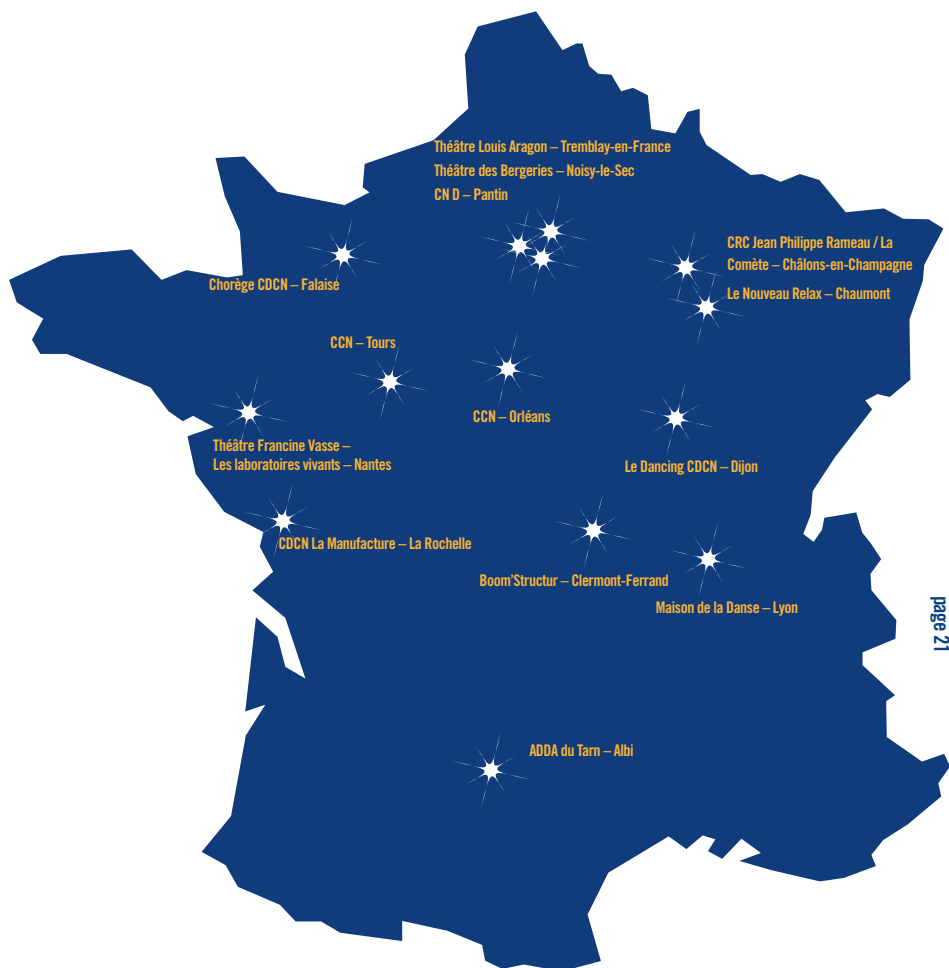 Théâtre Louis Aragon – Tremblay-en-France
Théâtre des Bergeries – Noisy-le-Sec
CN D – Pantin
CRC Jean Philippe Rameau / La
Comète – Châlons-en-Champagne
Le Nouveau Relax – Chaumont
Chorège CDCN – Falaise
CCN – Tours
CCN – Orléans
Théâtre Francine Vasse –
Les laboratoires vivants – Nantes
Le Dancing CDCN – Dijon
CDCN La Manufacture – La Rochelle
Boom'Structur – Clermont-Ferrand
Maison de la Danse – Lyon
page 21
ADDA du Tarn – Albi